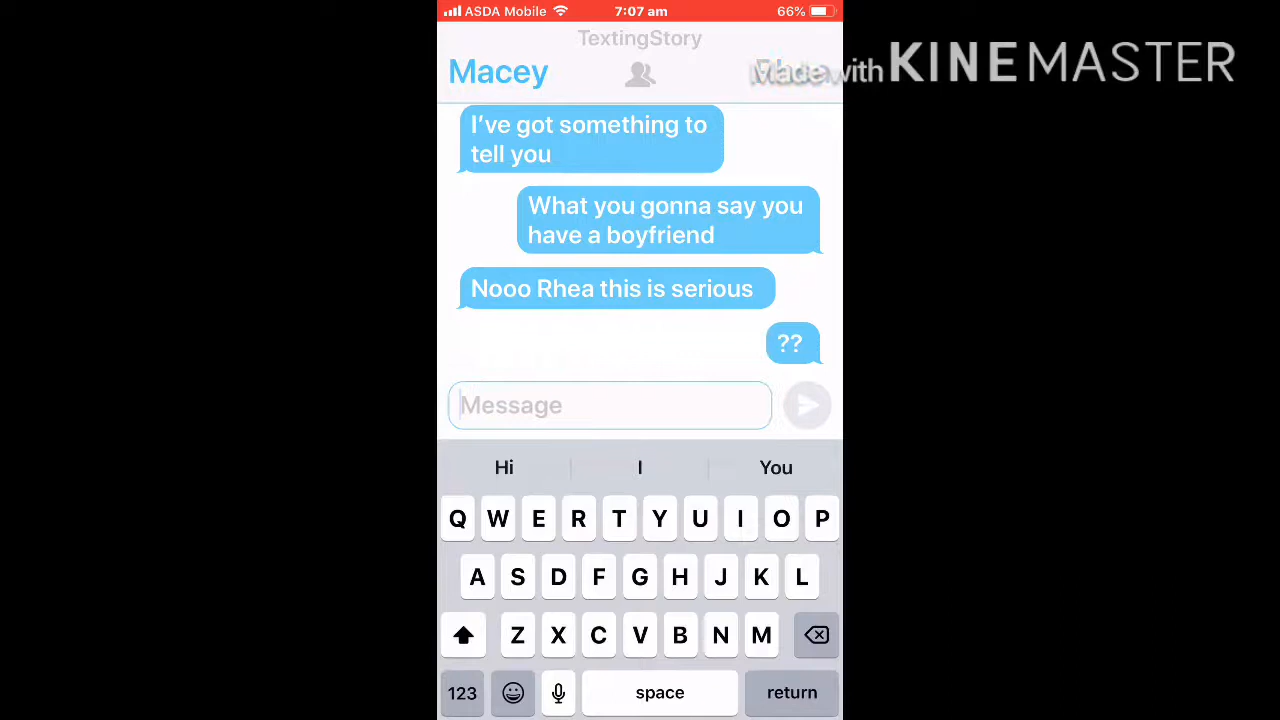 ASDA Mobile 7:07 am 66%
TextingStory
Macey
Made with KINEMASTER
I've got something to
tell you
What you gonna say you
have a boyfriend
Nooo Rhea this is serious
??
Message
Hi I You
Q W E R T Y U I O P
A S D F G H J K L
Z X C V B N M
123 space return